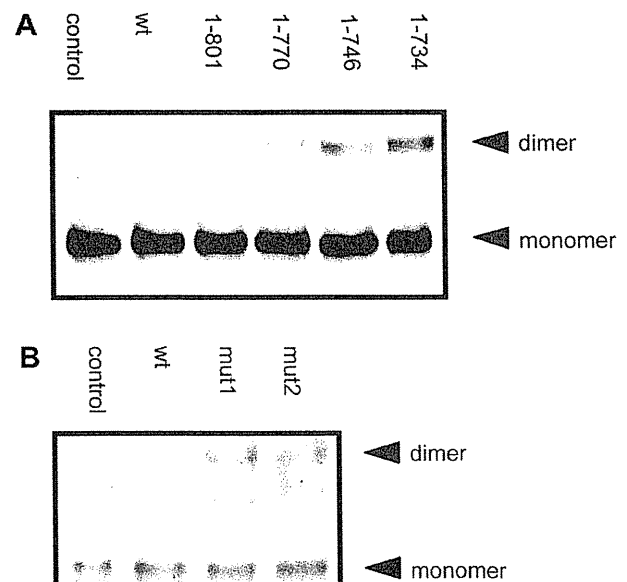 A
control
wt
1-801
1-770
1-746
1-734
dimer
monomer
B
control
wt
mut1
mut2
dimer
monomer